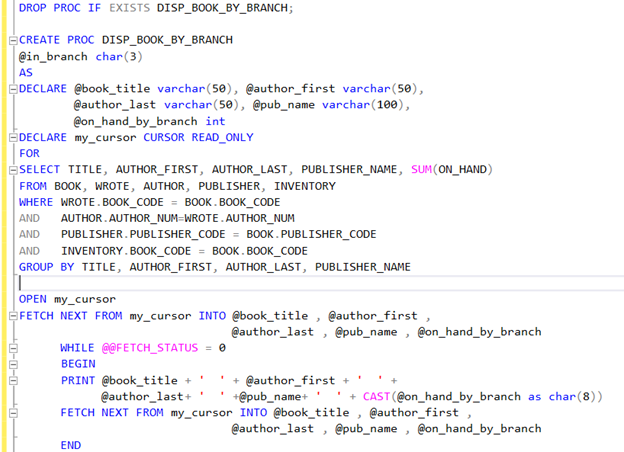 DROP PROC IF EXISTS DISP_BOOK_BY_BRANCH;
CREATE PROC DISP_BOOK_BY_BRANCH
@in_branch char(3)
AS
DECLARE @book_title varchar(50), @author_first varchar(50),
@author_last varchar(50), @pub_name varchar(100),
@on_hand_by_branch int
DECLARE my_cursor CURSOR READ_ONLY
FOR
SELECT TITLE, AUTHOR_FIRST, AUTHOR_LAST, PUBLISHER_NAME, SUM(ON_HAND)
FROM BOOK, WROTE, AUTHOR, PUBLISHER, INVENTORY
WHERE WROTE.BOOK_CODE = BOOK.BOOK_CODE
AND AUTHOR.AUTHOR_NUM=WROTE.AUTHOR_NUM
AND PUBLISHER.PUBLISHER_CODE = BOOK.PUBLISHER_CODE
AND INVENTORY.BOOK_CODE = BOOK.BOOK_CODE
GROUP BY TITLE, AUTHOR_FIRST, AUTHOR_LAST, PUBLISHER_NAME
OPEN my_cursor
FETCH NEXT FROM my_cursor INTO @book_title , @author_first ,
@author_last , @pub_name , @on_hand_by_branch
WHILE @@FETCH_STATUS = 0
BEGIN
PRINT @book_title + '  ' + @author_first + '  ' +
@author_last+ '  ' +@pub_name+ '  ' + CAST(@on_hand_by_branch as char(8))
FETCH NEXT FROM my_cursor INTO @book_title , @author_first ,
@author_last , @pub_name , @on_hand_by_branch
END